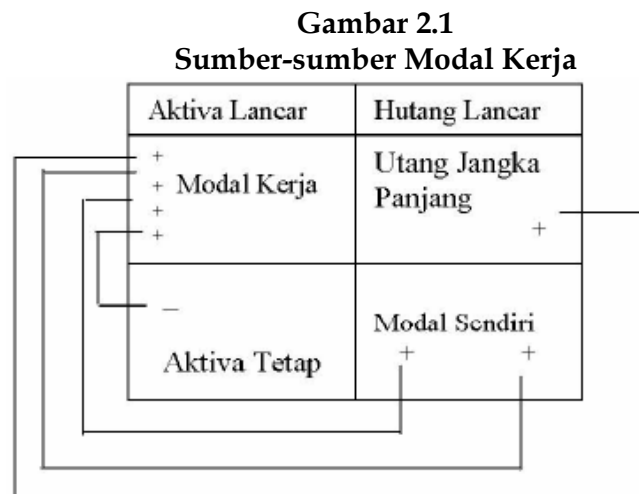 Gambar 2.1
Sumber-sumber Modal Kerja
Aktiva Lancar
Hutang Lancar
+
+ Modal Kerja
+
+
Utang Jangka
Panjang
+
–
Aktiva Tetap
Modal Sendiri
+ +